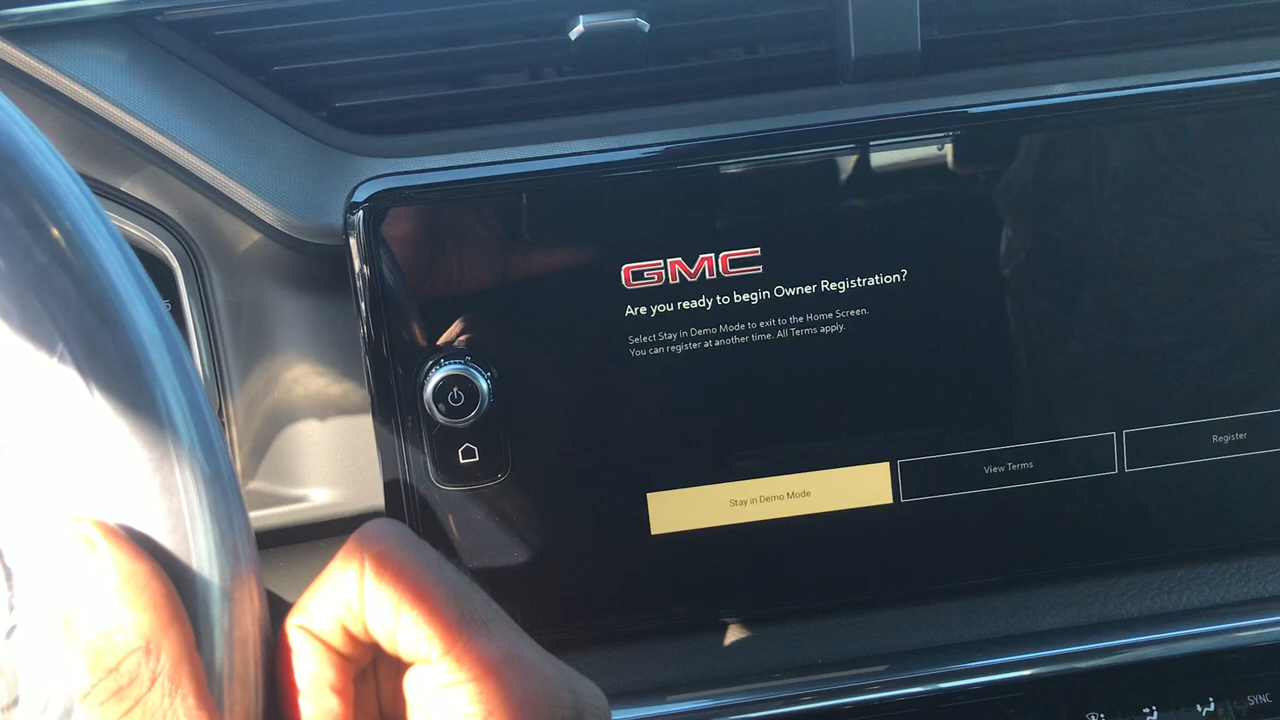 GMC
Are you ready to begin Owner Registration?
Select Stay in Demo Mode to exit to the Home Screen.
You can register at another time. All Terms apply.
Stay in Demo Mode
View Terms
Register
SYNC